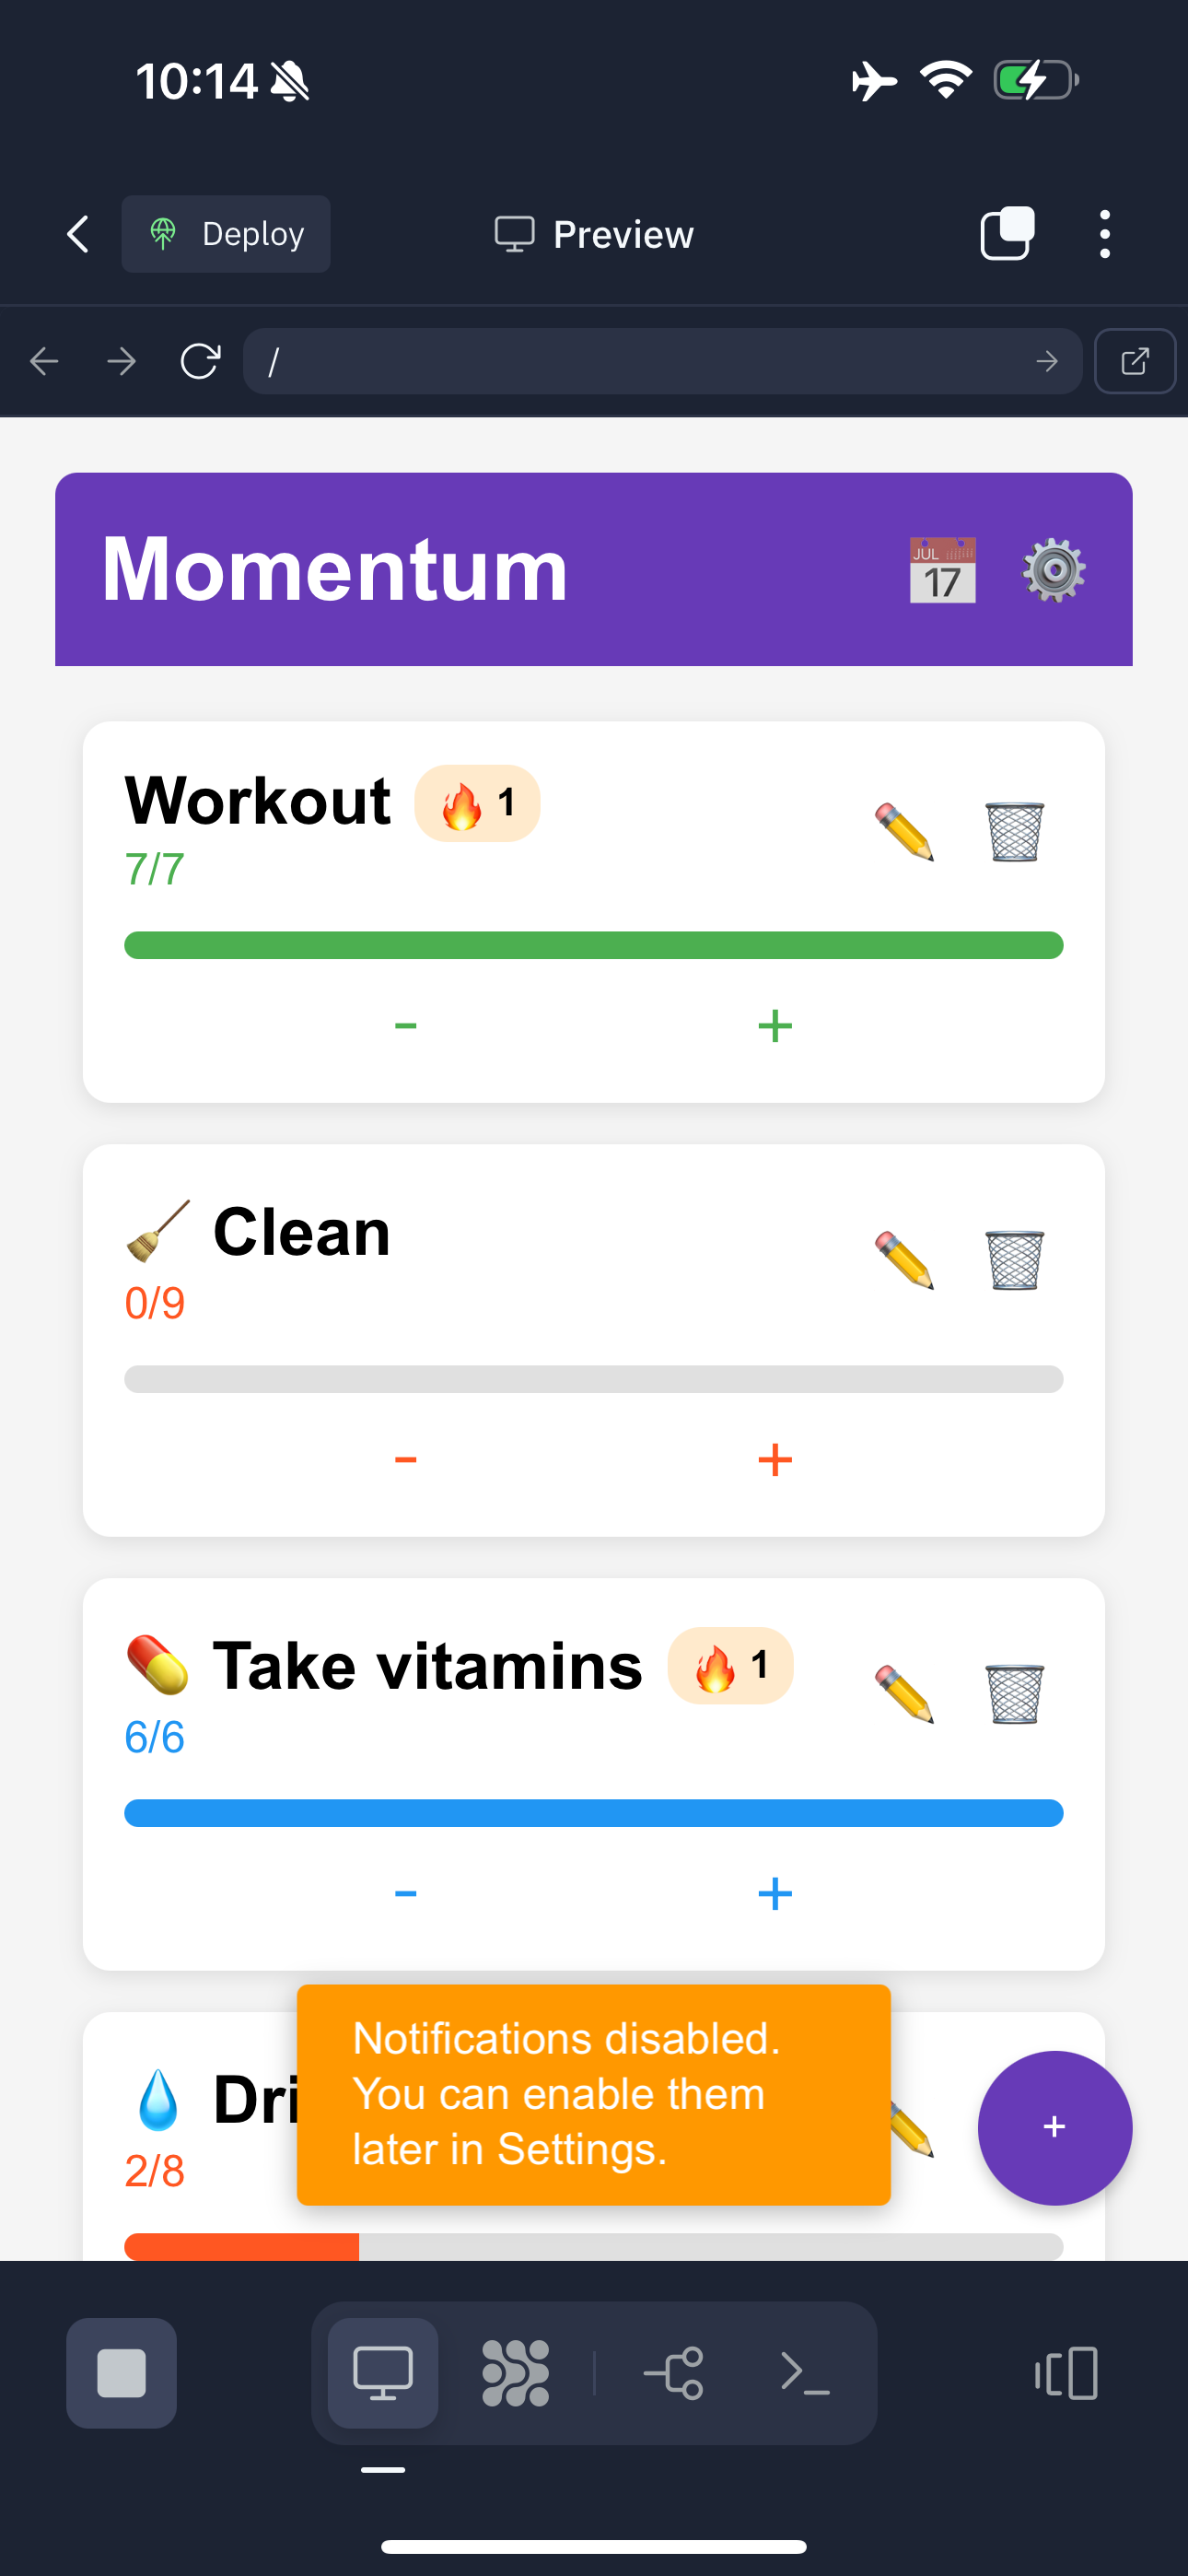 10:14
Deploy
Preview
/
Momentum
JUL
17
Workout 🔥 1
7/7
- +
🧹 Clean
0/9
- +
💊 Take vitamins 🔥 1
6/6
- +
💧 Dri
2/8
Notifications disabled.
You can enable them
later in Settings.
+